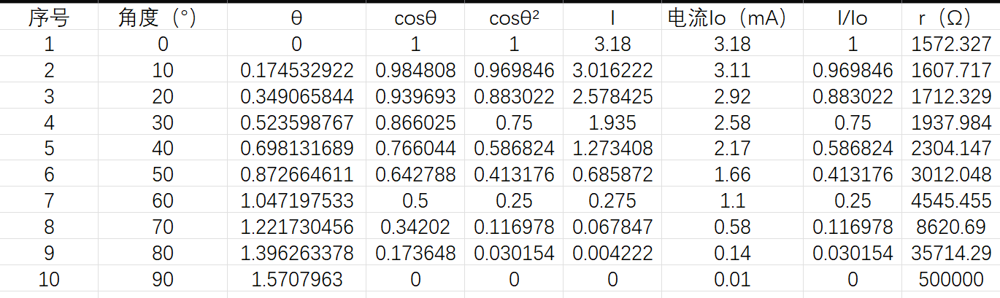 序号 角度（°） θ cosθ cosθ² I 电流Io（mA） I/Io r（Ω）
1 0 0 1 1 3.18 3.18 1 1572.327
2 10 0.174532922 0.984808 0.969846 3.016222 3.11 0.969846 1607.717
3 20 0.349065844 0.939693 0.883022 2.578425 2.92 0.883022 1712.329
4 30 0.523598767 0.866025 0.75 1.935 2.58 0.75 1937.984
5 40 0.698131689 0.766044 0.586824 1.273408 2.17 0.586824 2304.147
6 50 0.872664611 0.642788 0.413176 0.685872 1.66 0.413176 3012.048
7 60 1.047197533 0.5 0.25 0.275 1.1 0.25 4545.455
8 70 1.221730456 0.34202 0.116978 0.067847 0.58 0.116978 8620.69
9 80 1.396263378 0.173648 0.030154 0.004222 0.14 0.030154 35714.29
10 90 1.5707963 0 0 0 0.01 0 500000